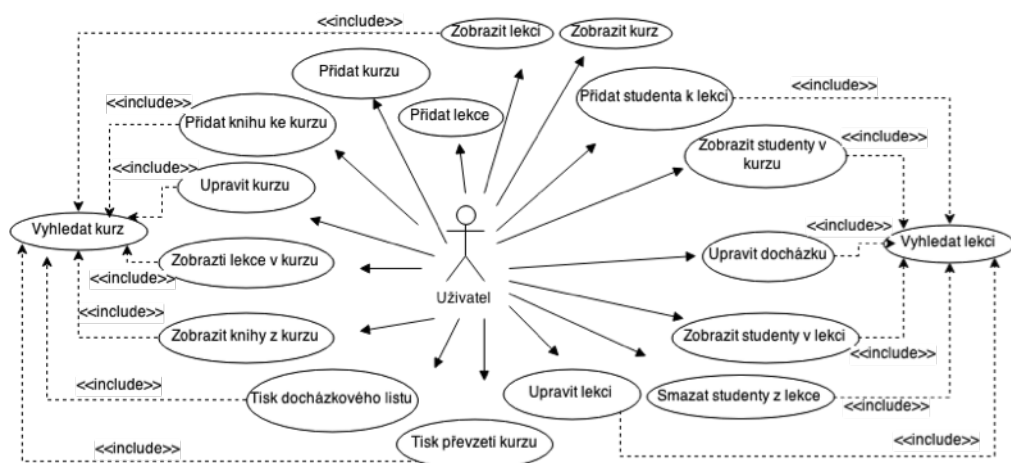 <<include>>
Zobrazit lekci
Zobrazit kurz
Přidat kurzu
<<include>>
Přidat studenta k lekci
<<include>>
Přidat knihu ke kurzu
Přidat lekce
<<include>>
Zobrazit studenty v
kurzu
<<include>>
Upravit kurzu
Vyhledat kurz
<<include>>
Vyhledat lekci
Zobrazti lekce v kurzu
Upravit docházku
<<include>>
Uživatel
<<include>>
Zobrazit knihy z kurzu
Zobrazit studenty v lekci
<<include>>
<<include>>
Tisk docházkového listu
Upravit lekci
Smazat studenty z lekce
<<include>>
<<include>>
Tisk převzetí kurzu
<<include>>